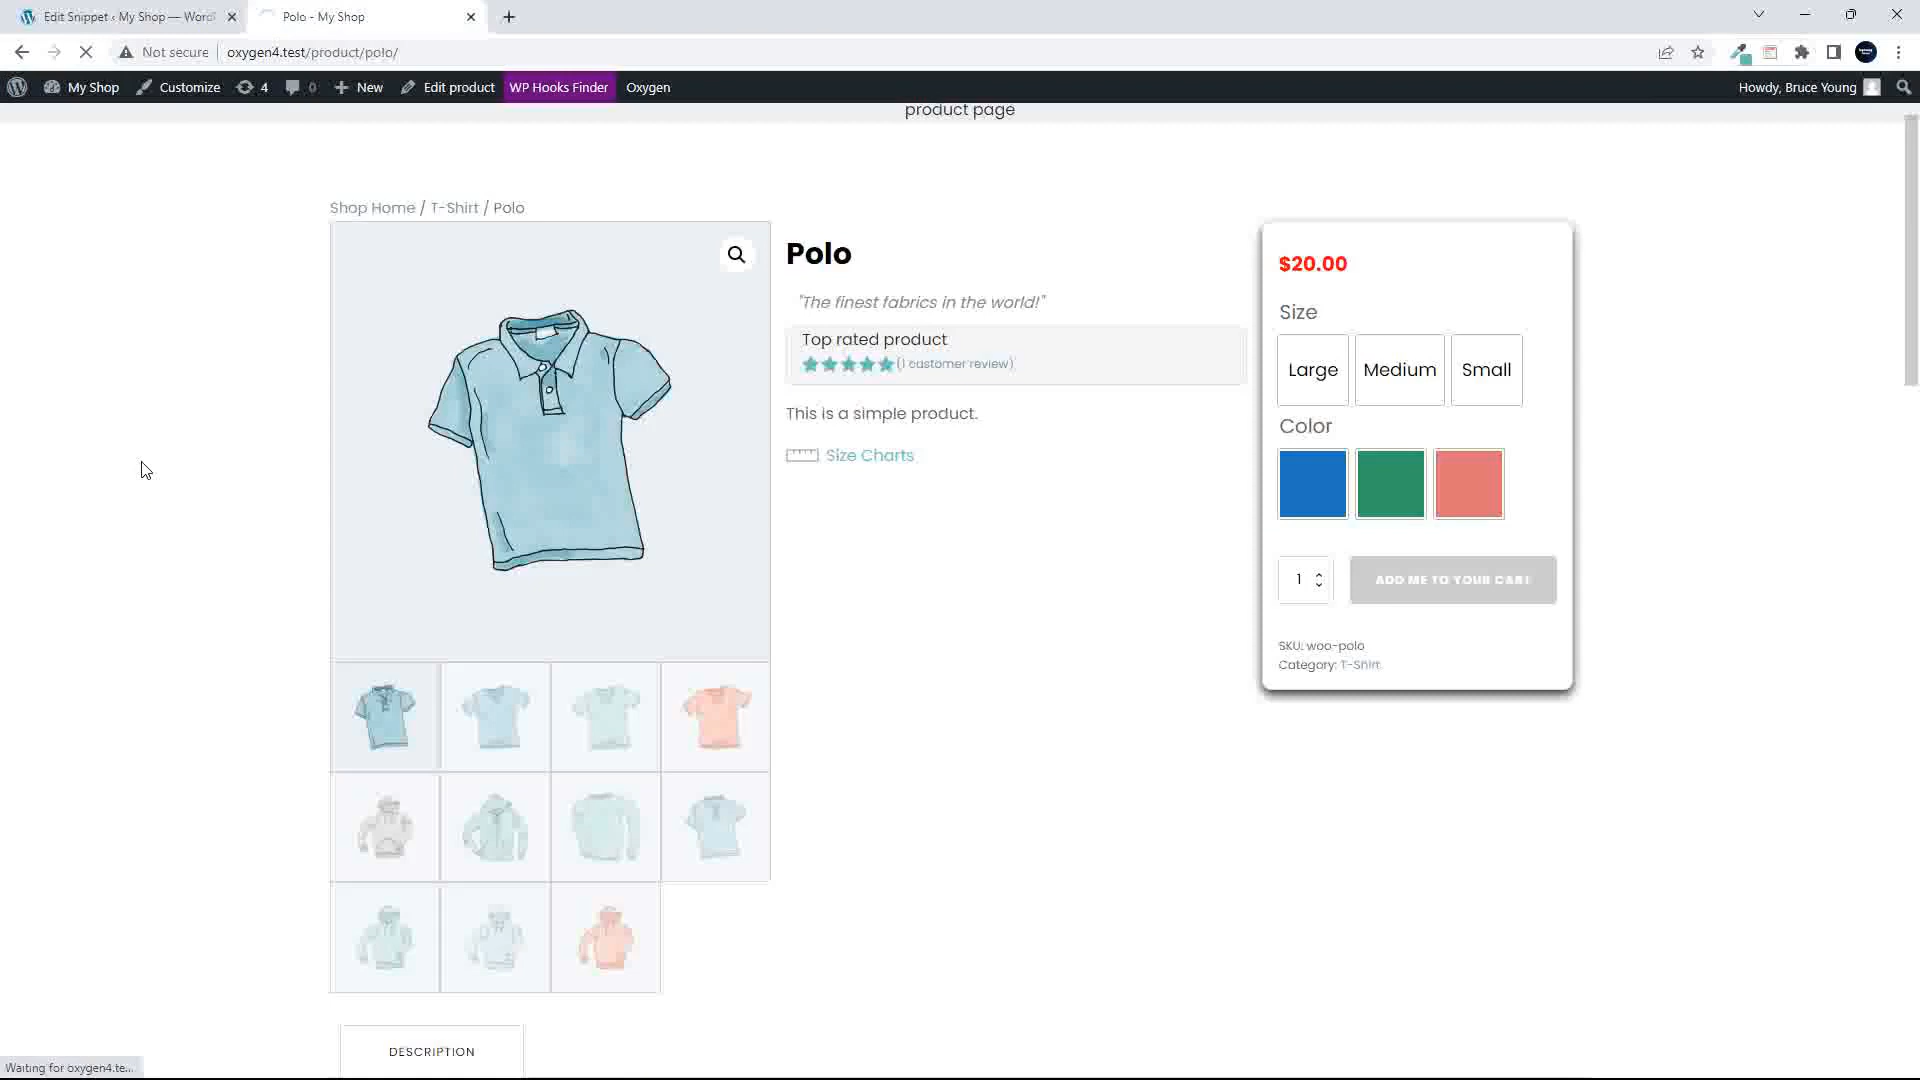 Edit Snippet ‹ My Shop — Word
Polo - My Shop
Not secure
oxygen4.test/product/polo/
My Shop
Customize
4
0
New
Edit product
WP Hooks Finder
Oxygen
Howdy, Bruce Young
product page
Shop Home / T-Shirt / Polo
Polo
"The finest fabrics in the world!"
Top rated product
(1 customer review)
This is a simple product.
Size Charts
$20.00
Size
Large
Medium
Small
Color
1
ADD ME TO YOUR CART
SKU: woo-polo
Category: T-Shirt
DESCRIPTION
Waiting for oxygen4.te...